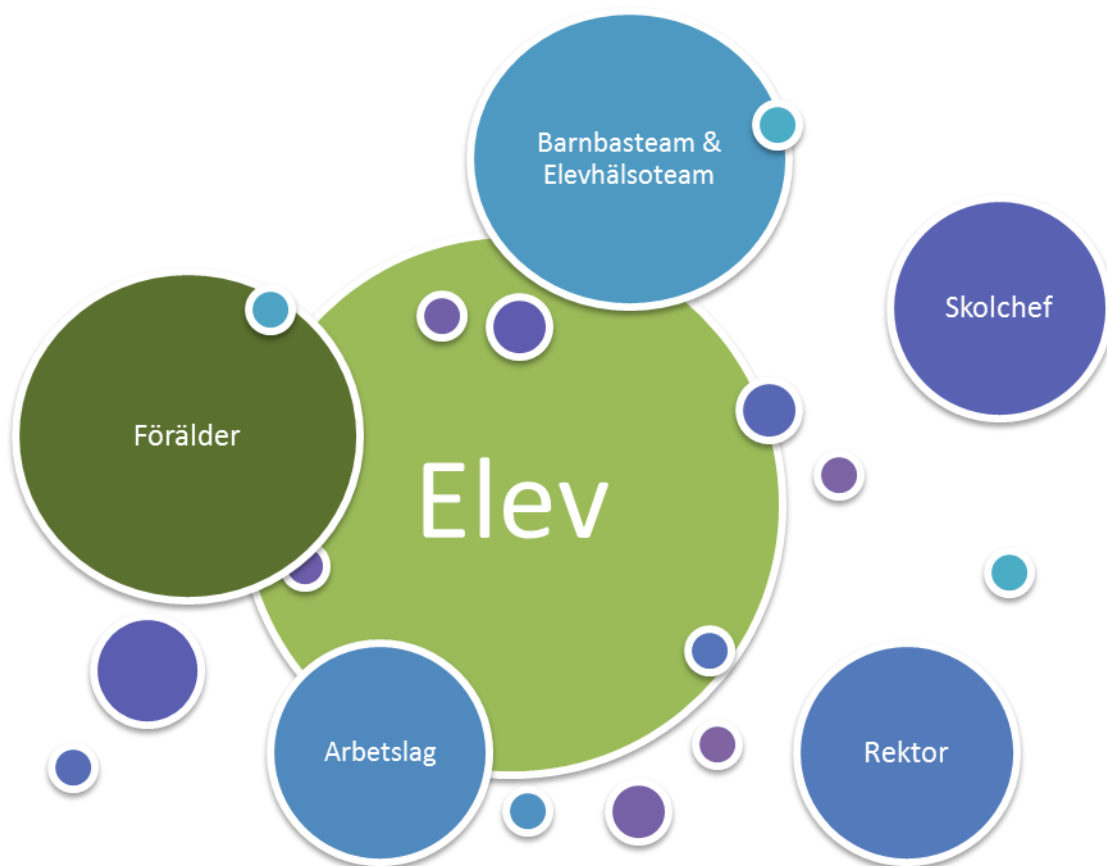 Barnbasteam &
Elevhälsoteam
Skolchef
Förälder
Elev
Arbetslag
Rektor